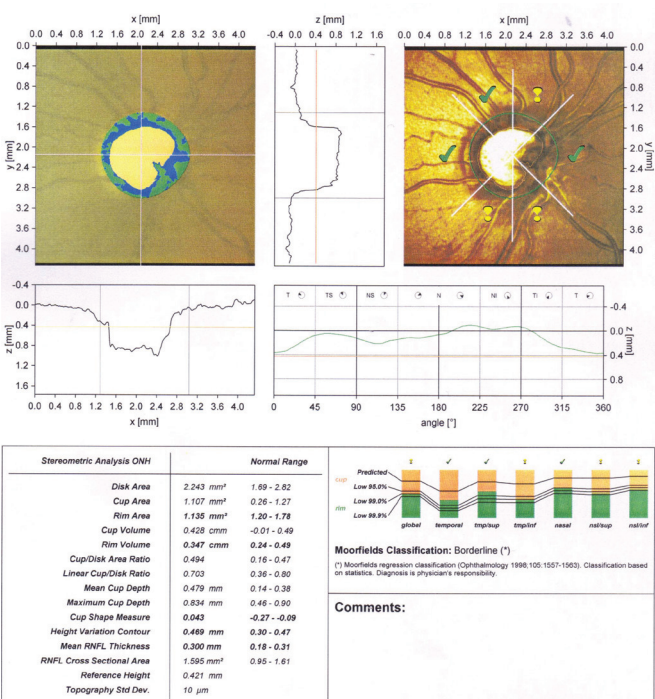 x [mm]
z [mm]
x [mm]
0.0 0.4 0.8 1.2 1.6 2.0 2.4 2.8 3.2 3.6 4.0
-0.4 0.0 0.4 0.8 1.2 1.6
0.0 0.4 0.8 1.2 1.6 2.0 2.4 2.8 3.2 3.6 4.0
0.0
0.4
0.8
1.2
1.6
2.0
2.4
2.8
3.2
3.6
4.0
y [mm]
0.0
0.4
0.8
1.2
1.6
2.0
2.4
2.8
3.2
3.6
4.0
y [mm]
-0.4
0.0
0.4
0.8
1.2
1.6
z [mm]
0.0 0.4 0.8 1.2 1.6 2.0 2.4 2.8 3.2 3.6 4.0
x [mm]
T TS NS N NI TI T
-0.4
0.0
0.4
0.8
z [mm]
0 45 90 135 180 225 270 315 360
angle [°]
Stereometric Analysis ONH Normal Range
Disk Area 2.243 mm² 1.69 - 2.82
Cup Area 1.107 mm² 0.26 - 1.27
Rim Area 1.135 mm² 1.20 - 1.78
Cup Volume 0.428 cmm -0.01 - 0.49
Rim Volume 0.347 cmm 0.24 - 0.49
Cup/Disk Area Ratio 0.494 0.16 - 0.47
Linear Cup/Disk Ratio 0.703 0.36 - 0.80
Mean Cup Depth 0.479 mm 0.14 - 0.38
Maximum Cup Depth 0.834 mm 0.46 - 0.90
Cup Shape Measure 0.043 -0.27 - -0.09
Height Variation Contour 0.469 mm 0.30 - 0.47
Mean RNFL Thickness 0.300 mm 0.18 - 0.31
RNFL Cross Sectional Area 1.595 mm² 0.95 - 1.61
Reference Height 0.421 mm
Topography Std Dev. 10 µm
cup
rim
Predicted
Low 95.0%
Low 99.0%
Low 99.9%
global temporal tmp/sup tmp/inf nasal nsl/sup nsl/inf
Moorfields Classification: Borderline (*)
(*) Moorfields regression classification (Ophthalmology 1998;105:1557-1563). Classification based
on statistics. Diagnosis is physician's responsibility.
Comments: